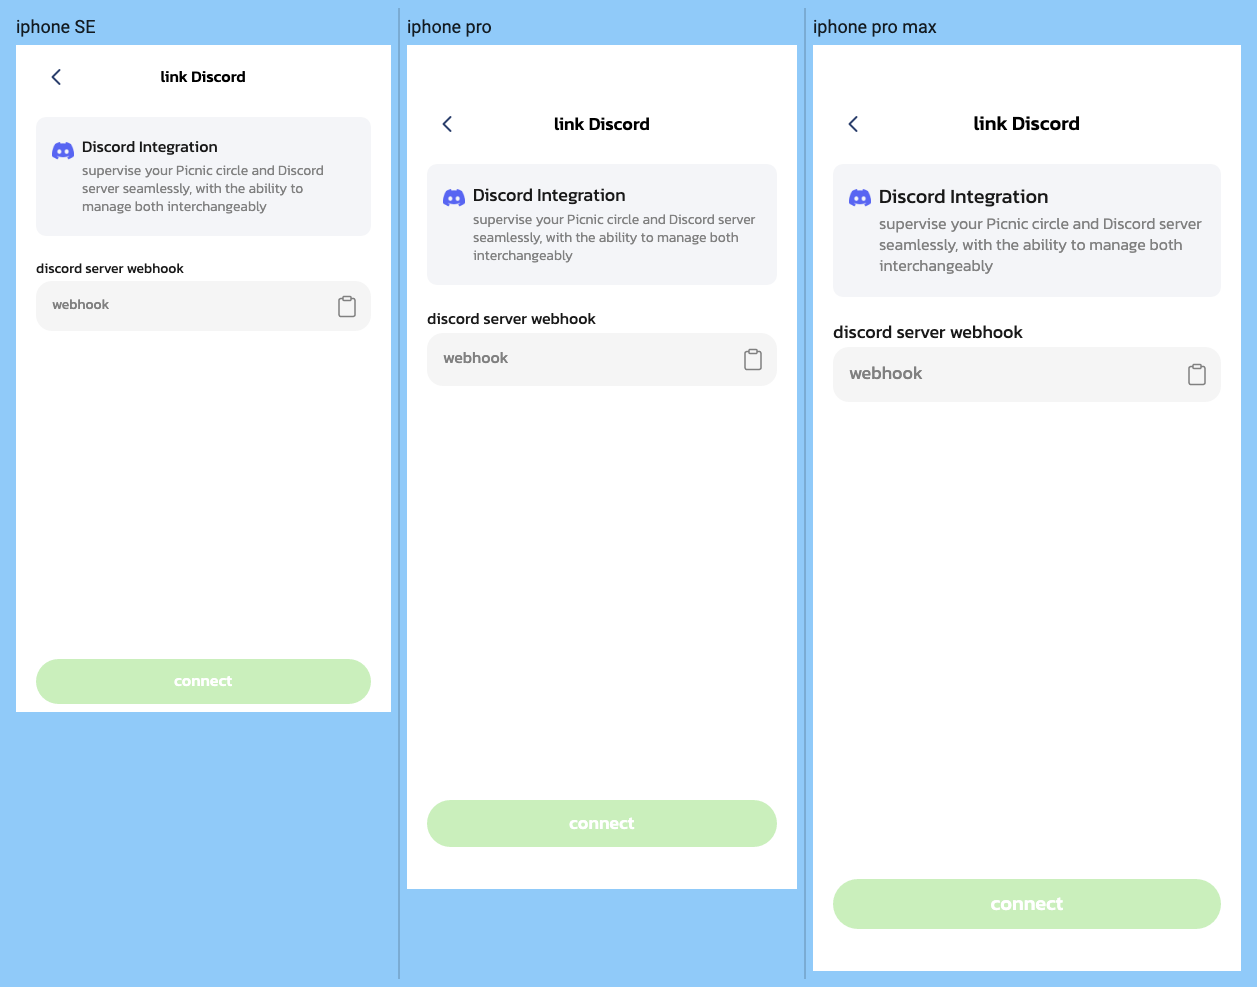 iphone SE
link Discord
Discord Integration
supervise your Picnic circle and Discord
server seamlessly, with the ability to
manage both interchangeably
discord server webhook
webhook
connect
iphone pro
link Discord
Discord Integration
supervise your Picnic circle and Discord server
seamlessly, with the ability to manage both
interchangeably
discord server webhook
webhook
connect
iphone pro max
link Discord
Discord Integration
supervise your Picnic circle and Discord server
seamlessly, with the ability to manage both
interchangeably
discord server webhook
webhook
connect